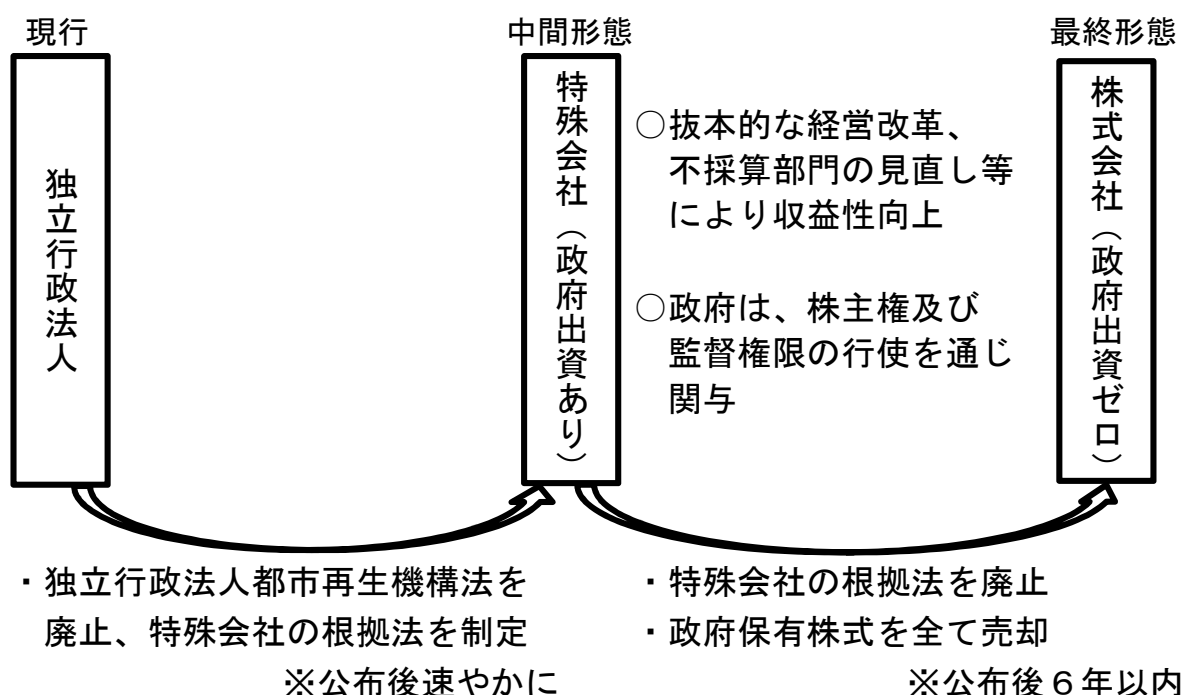 現行
独立行政法人
中間形態
特殊会社（政府出資あり）
○抜本的な経営改革、
不採算部門の見直し等
により収益性向上
○政府は、株主権及び
監督権限の行使を通じ
関与
最終形態
株式会社（政府出資ゼロ）
・独立行政法人都市再生機構法を
廃止、特殊会社の根拠法を制定
※公布後速やかに
・特殊会社の根拠法を廃止
・政府保有株式を全て売却
※公布後６年以内